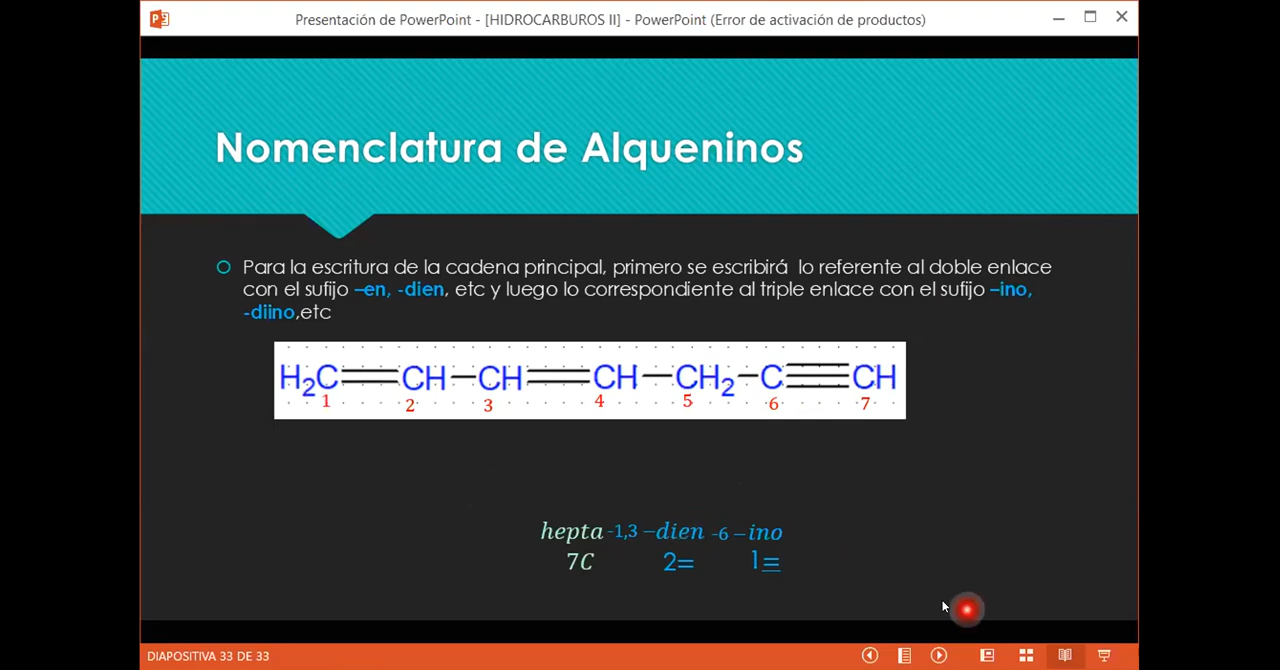 Presentación de PowerPoint - [HIDROCARBUROS II] - PowerPoint (Error de activación de productos)
Nomenclatura de Alqueninos
Para la escritura de la cadena principal, primero se escribirá lo referente al doble enlace
con el sufijo –en, -dien, etc y luego lo correspondiente al triple enlace con el sufijo –ino,
-diino,etc
H₂C=CH—CH=CH—CH₂—C≡CH
1 2 3 4 5 6 7
hepta -1,3 –dien -6 –ino
7C 2= 1≡
DIAPOSITIVA 33 DE 33